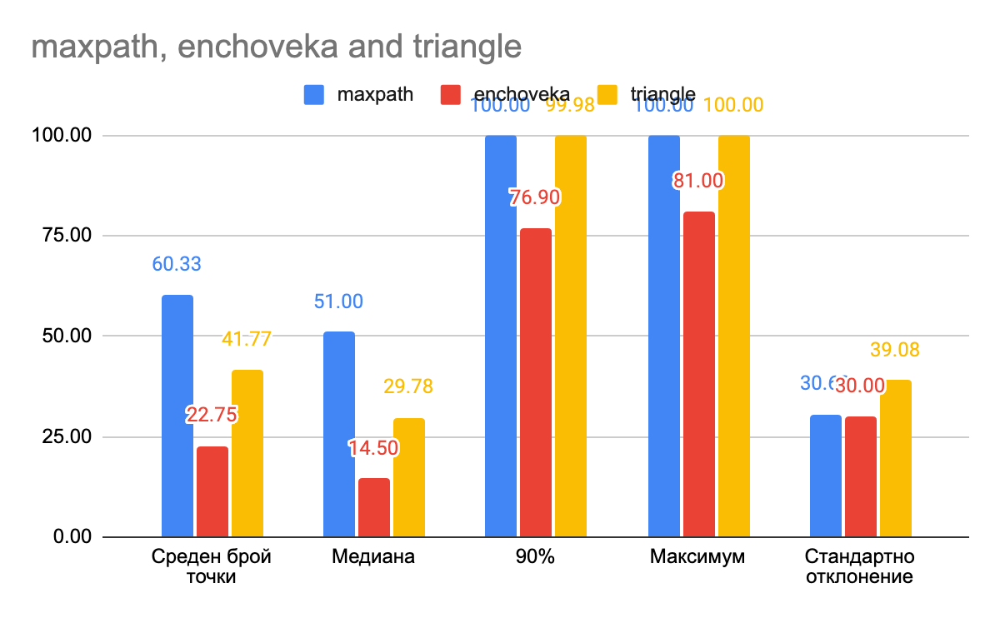 maxpath, enchoveka and triangle
maxpath enchoveka triangle
100.00 99.98 100.00 100.00
100.00
81.00
76.90
75.00
60.33
51.00
50.00
41.77
39.08
29.78
30.00
22.75
25.00
14.50
0.00
Среден брой точки
Медиана
90%
Максимум
Стандартно отклонение